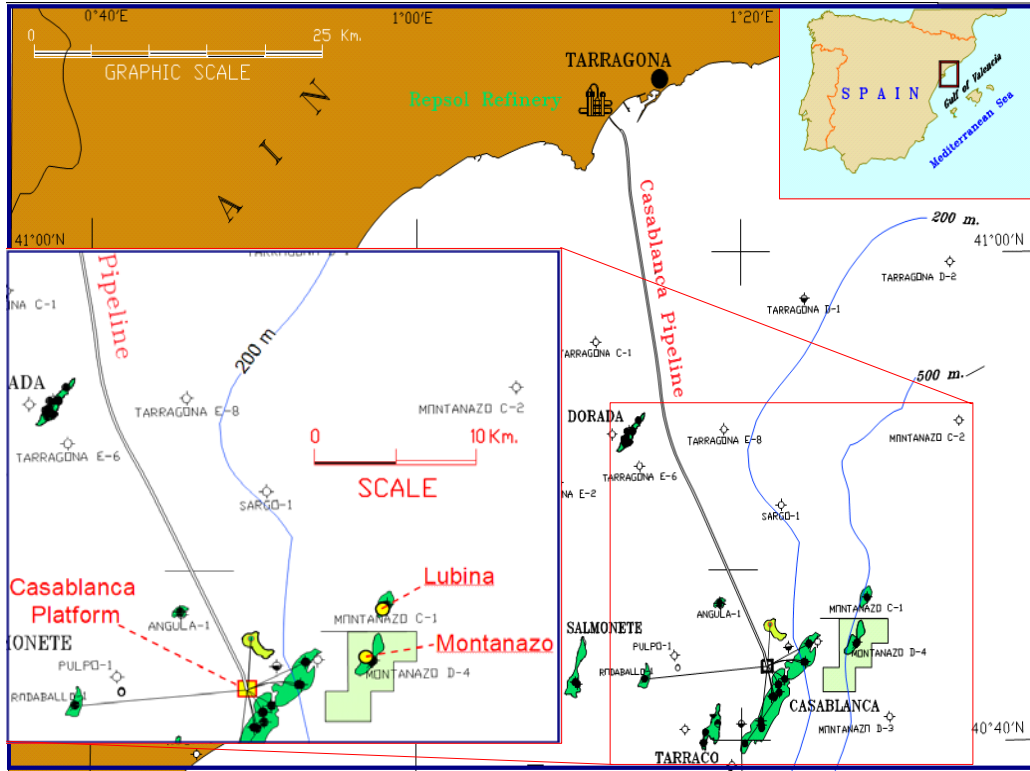 0°40'E
1°00'E
1°20'E
0
25 Km.
GRAPHIC SCALE
A I N
TARRAGONA
Repsol Refinery
SPAIN
Gulf of Valencia
Mediterranean Sea
41°00'N
41°00'N
Casablanca Pipeline
200 m.
TARRAGONA D-2
TARRAGONA D-1
TARRAGONA C-1
500 m.
DORADA
TARRAGONA E-8
MONTANAZO C-2
TARRAGONA E-6
NA E-2
SARGO-1
ANGULA-1
MONTANAZO C-1
SALMONETE
PULPO-1
RODABALLO-1
MONTANAZO D-4
CASABLANCA
MONTANAZO D-3
TARRACO
40°40'N
Pipeline
NA C-1
200 m
ADA
TARRAGONA E-8
MONTANAZO C-2
0
10 Km.
SCALE
TARRAGONA E-6
SARGO-1
Casablanca
Platform
Lubina
MONTANAZO C-1
ANGULA-1
MONETE
Montanazo
PULPO-1
MONTANAZO D-4
RODABALLO-1